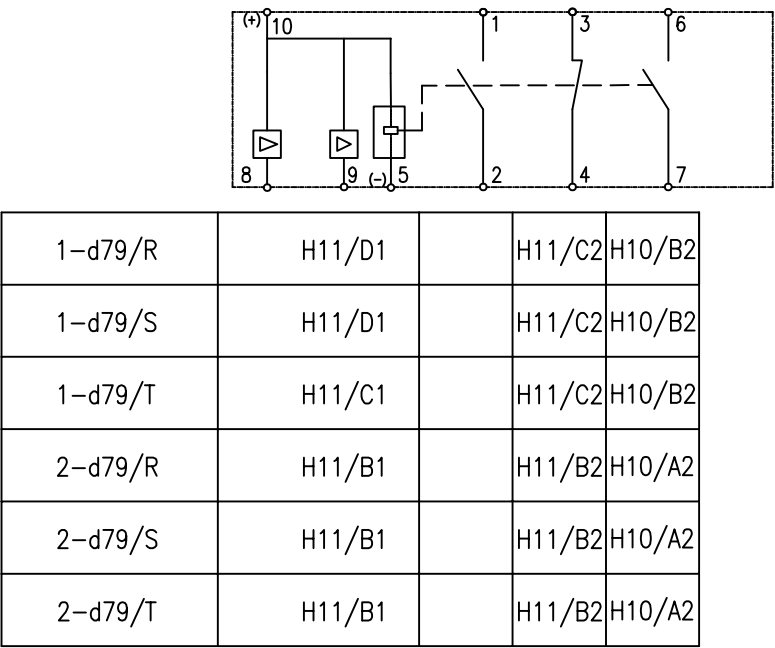 (+) 10 1 3 6
8 9 (-) 5 2 4 7
1-d79/R H11/D1 H11/C2 H10/B2
1-d79/S H11/D1 H11/C2 H10/B2
1-d79/T H11/C1 H11/C2 H10/B2
2-d79/R H11/B1 H11/B2 H10/A2
2-d79/S H11/B1 H11/B2 H10/A2
2-d79/T H11/B1 H11/B2 H10/A2